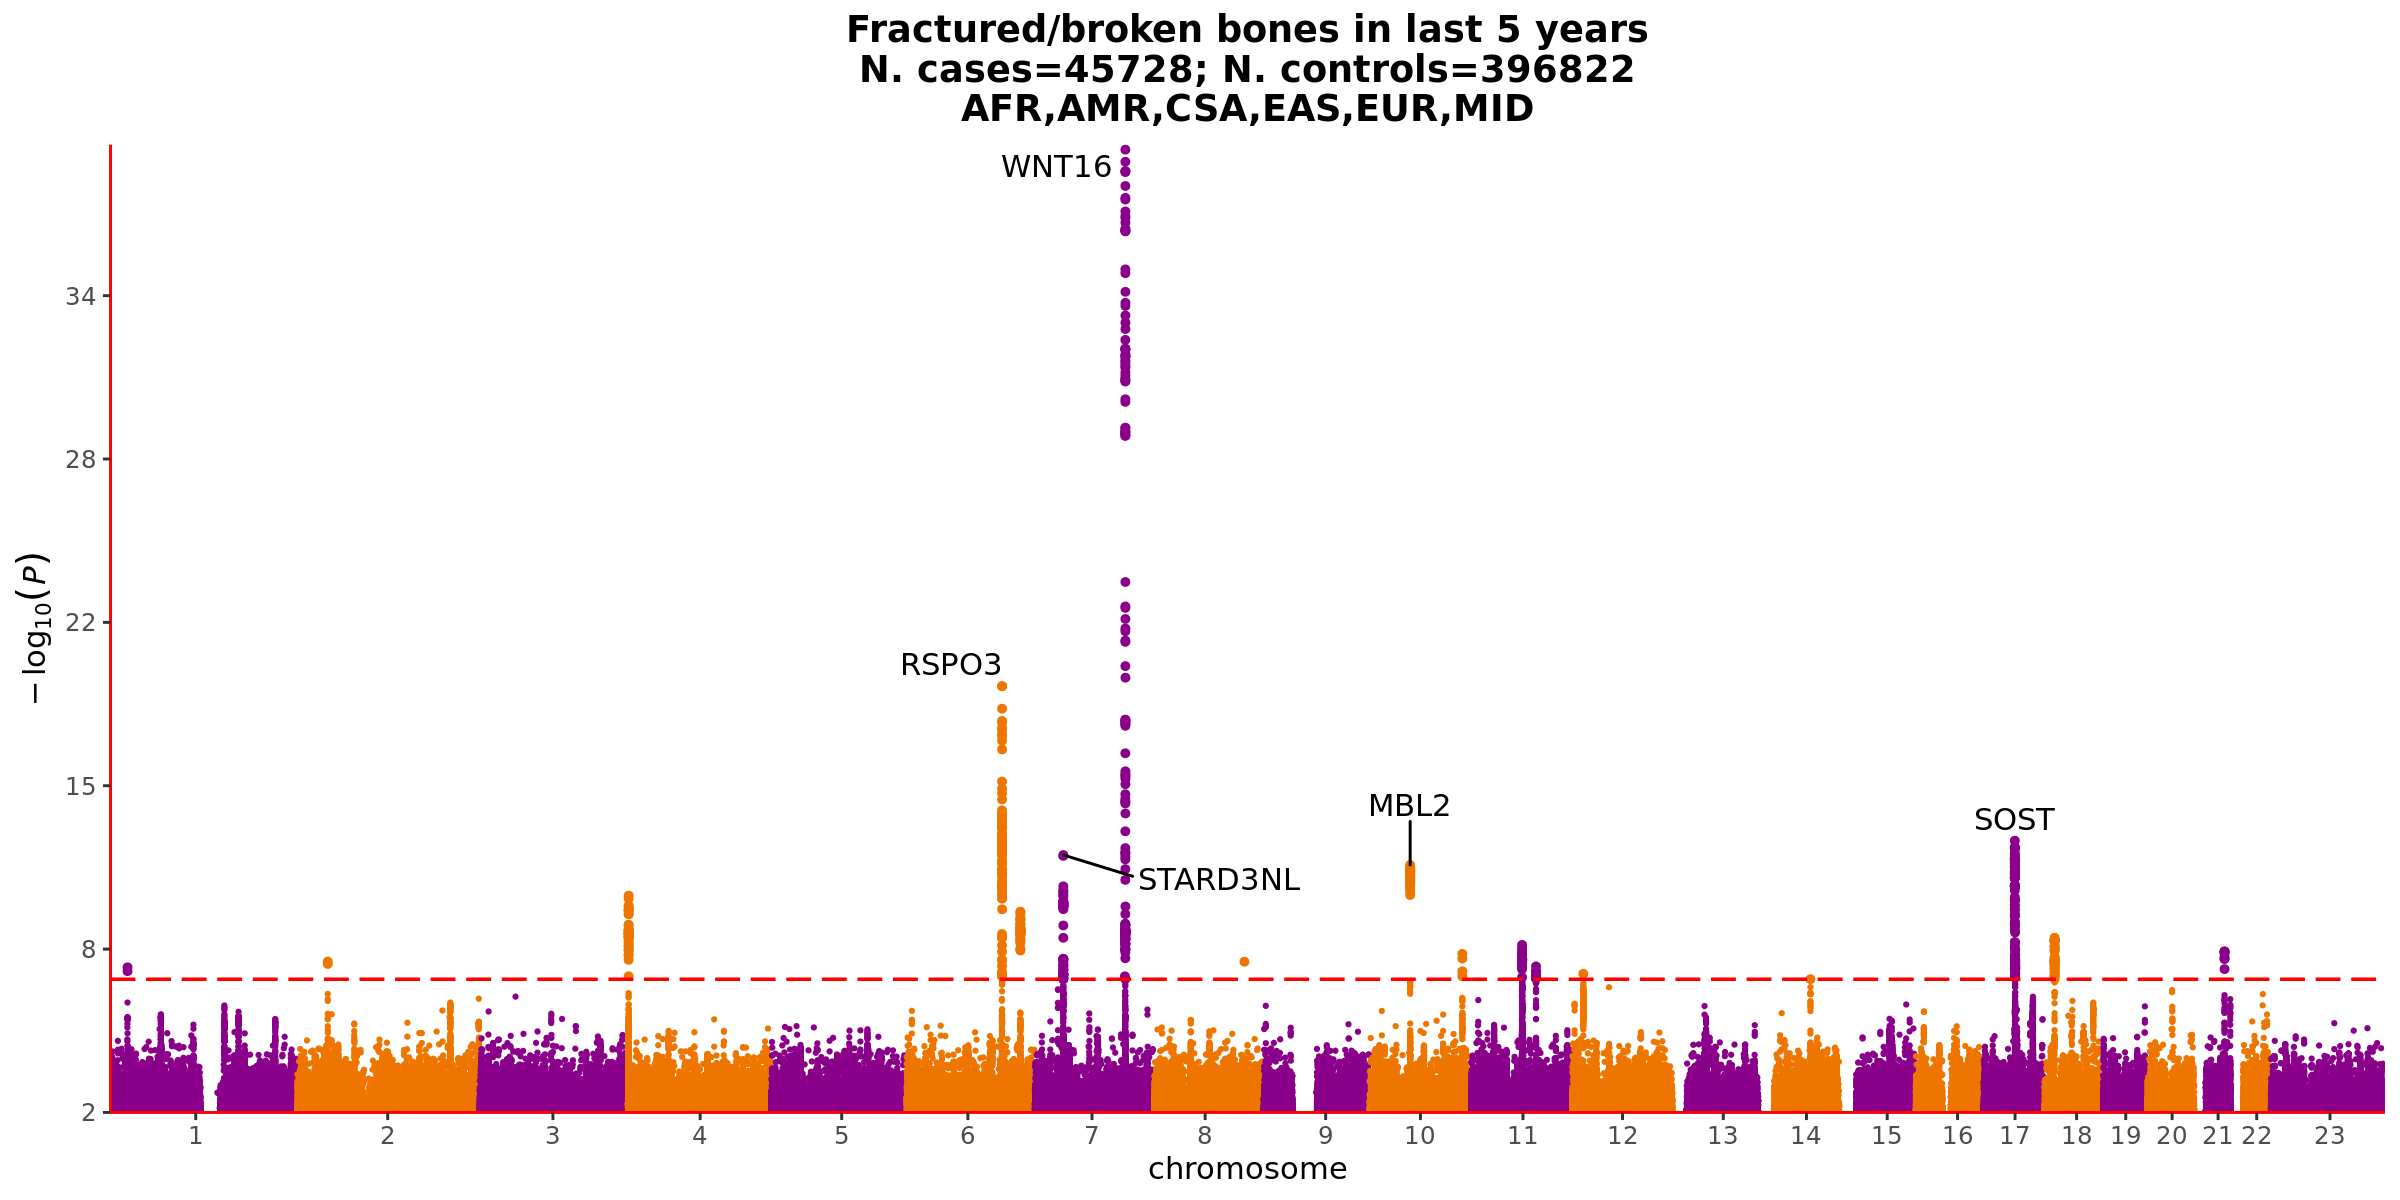 Fractured/broken bones in last 5 years
N. cases=45728; N. controls=396822
AFR,AMR,CSA,EAS,EUR,MID
WNT16
34
28
−log10(P)
22
RSPO3
15
MBL2
SOST
STARD3NL
8
2
1 2 3 4 5 6 7 8 9 10 11 12 13 14 15 16 17 18 19 20 21 22 23
chromosome